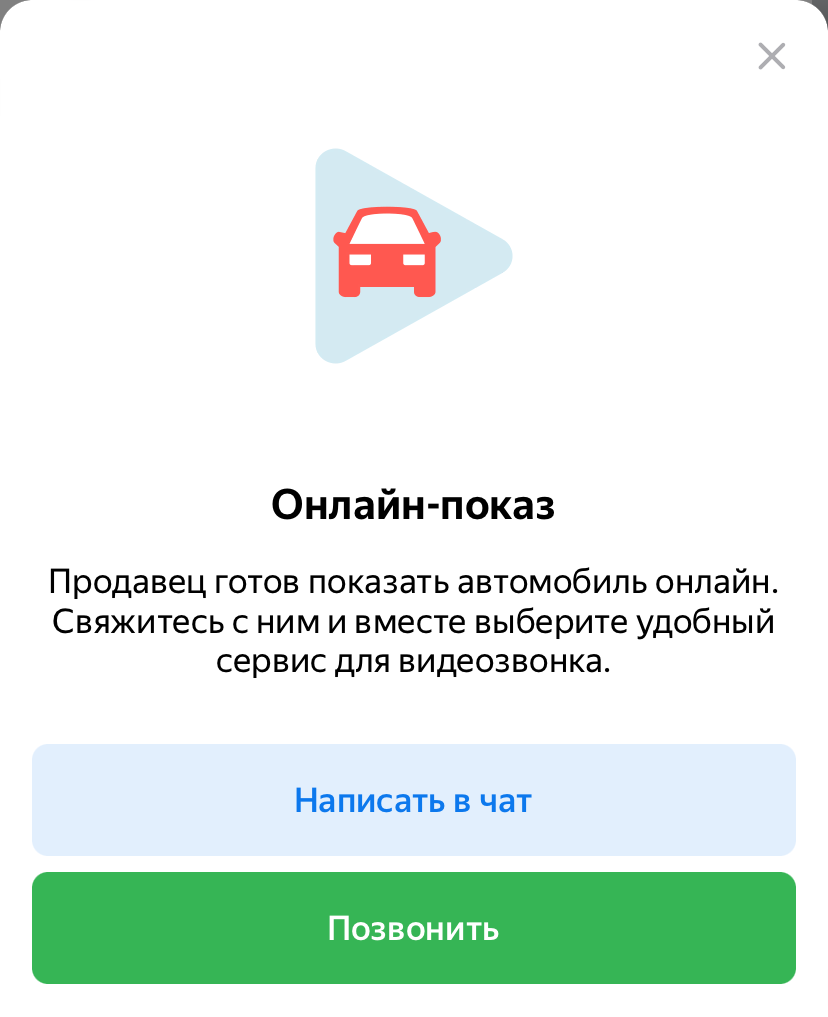 Онлайн-показ
Продавец готов показать автомобиль онлайн.
Свяжитесь с ним и вместе выберите удобный
сервис для видеозвонка.
Написать в чат
Позвонить